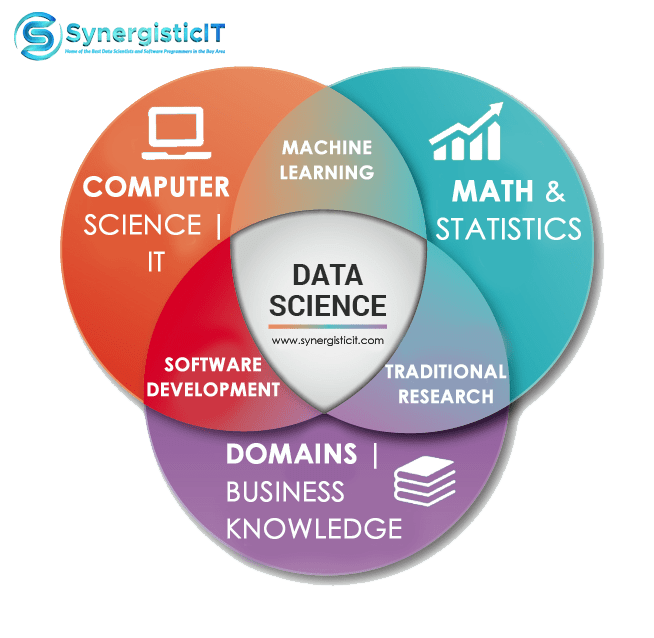 SynergisticIT
Home of the Best Data Scientists and Software Programmers in the Bay Area
MACHINE
LEARNING
COMPUTER
SCIENCE |
IT
MATH &
STATISTICS
DATA
SCIENCE
www.synergisticit.com
SOFTWARE
DEVELOPMENT
TRADITIONAL
RESEARCH
DOMAINS |
BUSINESS
KNOWLEDGE